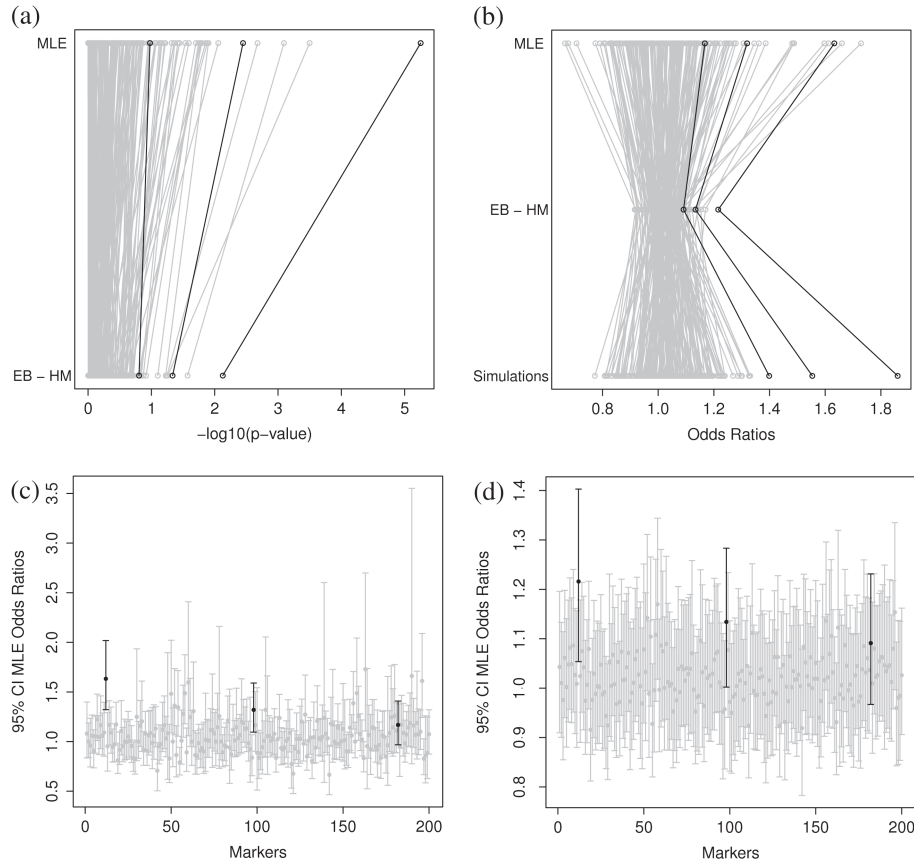 (a)
MLE
EB – HM
0 1 2 3 4 5
–log10(p–value)
(b)
MLE
EB – HM
Simulations
0.8 1.0 1.2 1.4 1.6 1.8
Odds Ratios
(c)
95% CI MLE Odds Ratios
0.5 1.0 1.5 2.0 2.5 3.0 3.5
0 50 100 150 200
Markers
(d)
95% CI MLE Odds Ratios
0.8 0.9 1.0 1.1 1.2 1.3 1.4
0 50 100 150 200
Markers